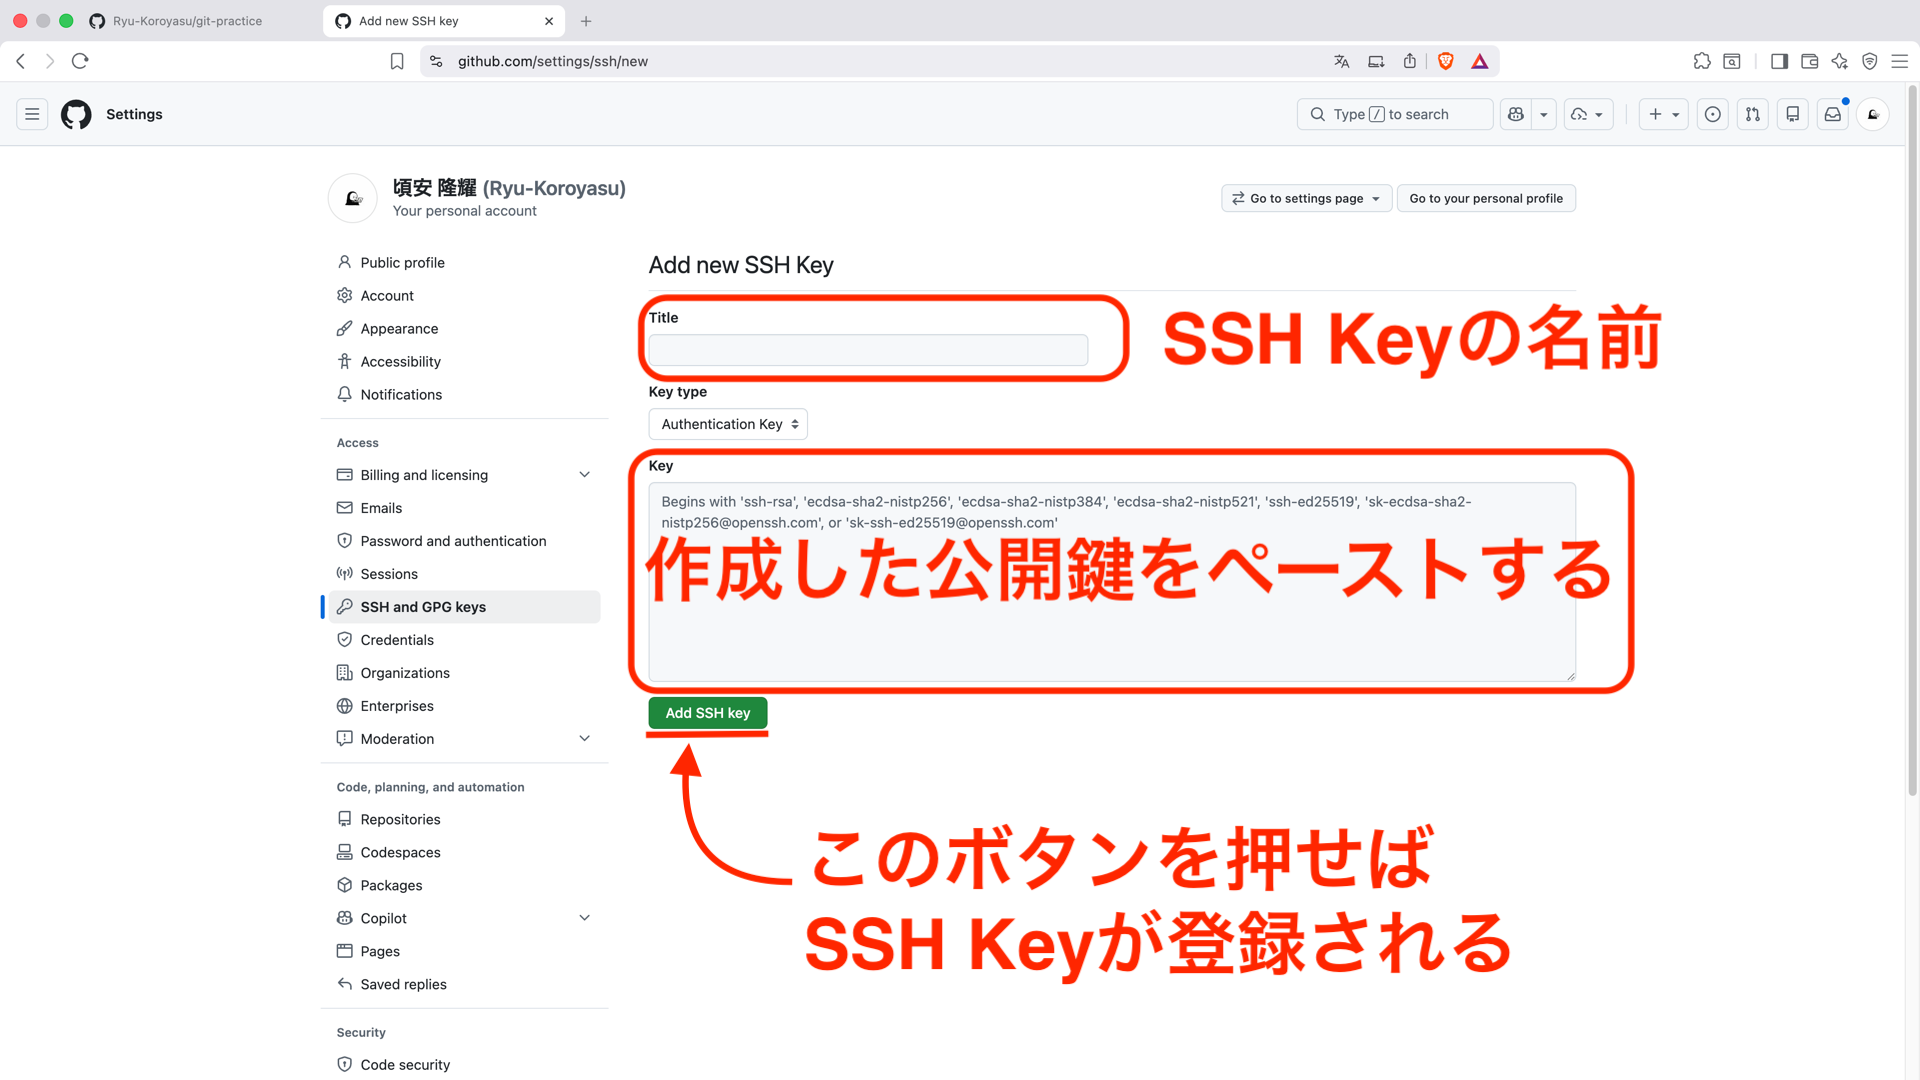 Ryu-Koroyasu/git-practice
Add new SSH key
github.com/settings/ssh/new
Settings
Type / to search
頃安 隆耀 (Ryu-Koroyasu)
Your personal account
Go to settings page
Go to your personal profile
Public profile
Account
Appearance
Accessibility
Notifications
Access
Billing and licensing
Emails
Password and authentication
Sessions
SSH and GPG keys
Credentials
Organizations
Enterprises
Moderation
Code, planning, and automation
Repositories
Codespaces
Packages
Copilot
Pages
Saved replies
Security
Code security
Add new SSH Key
Title
SSH Keyの名前
Key type
Authentication Key
Key
Begins with 'ssh-rsa', 'ecdsa-sha2-nistp256', 'ecdsa-sha2-nistp384', 'ecdsa-sha2-nistp521', 'ssh-ed25519', 'sk-ecdsa-sha2-
nistp256@openssh.com', or 'sk-ssh-ed25519@openssh.com'
作成した公開鍵をペーストする
Add SSH key
このボタンを押せば
SSH Keyが登録される